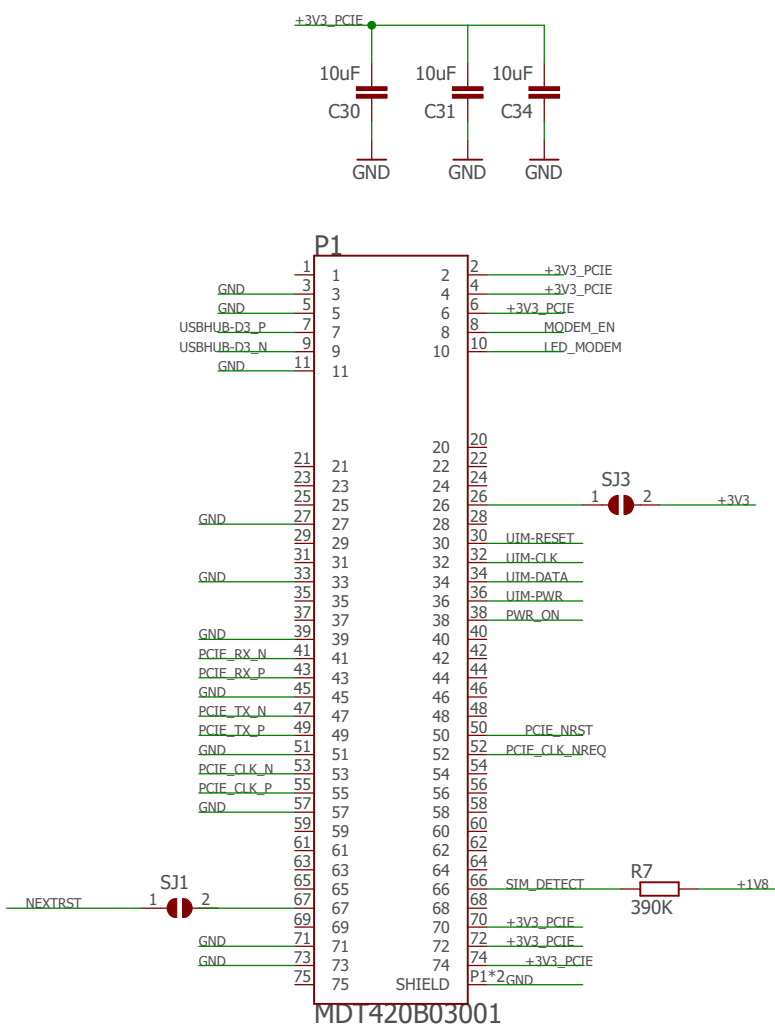 +3V3_PCIE
10uF 10uF 10uF
C30 C31 C34
GND GND GND
P1
1 1 2 2 +3V3_PCIE
GND 3 3 4 4 +3V3_PCIE
GND 5 5 6 6 +3V3_PCIE
USBHUB-D3_P 7 7 8 8 MODEM_EN
USBHUB-D3_N 9 9 10 10 LED_MODEM
GND 11 11
20 20
21 21 22 22
23 23 24 24
25 25 26 26 1 SJ3 2 +3V3
GND 27 27 28 28
29 29 30 30 UIM-RESET
31 31 32 32 UIM-CLK
GND 33 33 34 34 UIM-DATA
35 35 36 36 UIM-PWR
37 37 38 38 PWR_ON
GND 39 39 40 40
PCIE_RX_N 41 41 42 42
PCIE_RX_P 43 43 44 44
GND 45 45 46 46
PCIE_TX_N 47 47 48 48
PCIE_TX_P 49 49 50 50 PCIE_NRST
GND 51 51 52 52 PCIE_CLK_NREQ
PCIE_CLK_N 53 53 54 54
PCIE_CLK_P 55 55 56 56
GND 57 57 58 58
59 59 60 60
61 61 62 62
63 63 64 64
65 65 66 66 SIM_DETECT R7 390K +1V8
NEXTRST 1 SJ1 2 67 67 68 68
69 69 70 70 +3V3_PCIE
GND 71 71 72 72 +3V3_PCIE
GND 73 73 74 74 +3V3_PCIE
75 75 SHIELD P1*2 GND
MDT420B03001